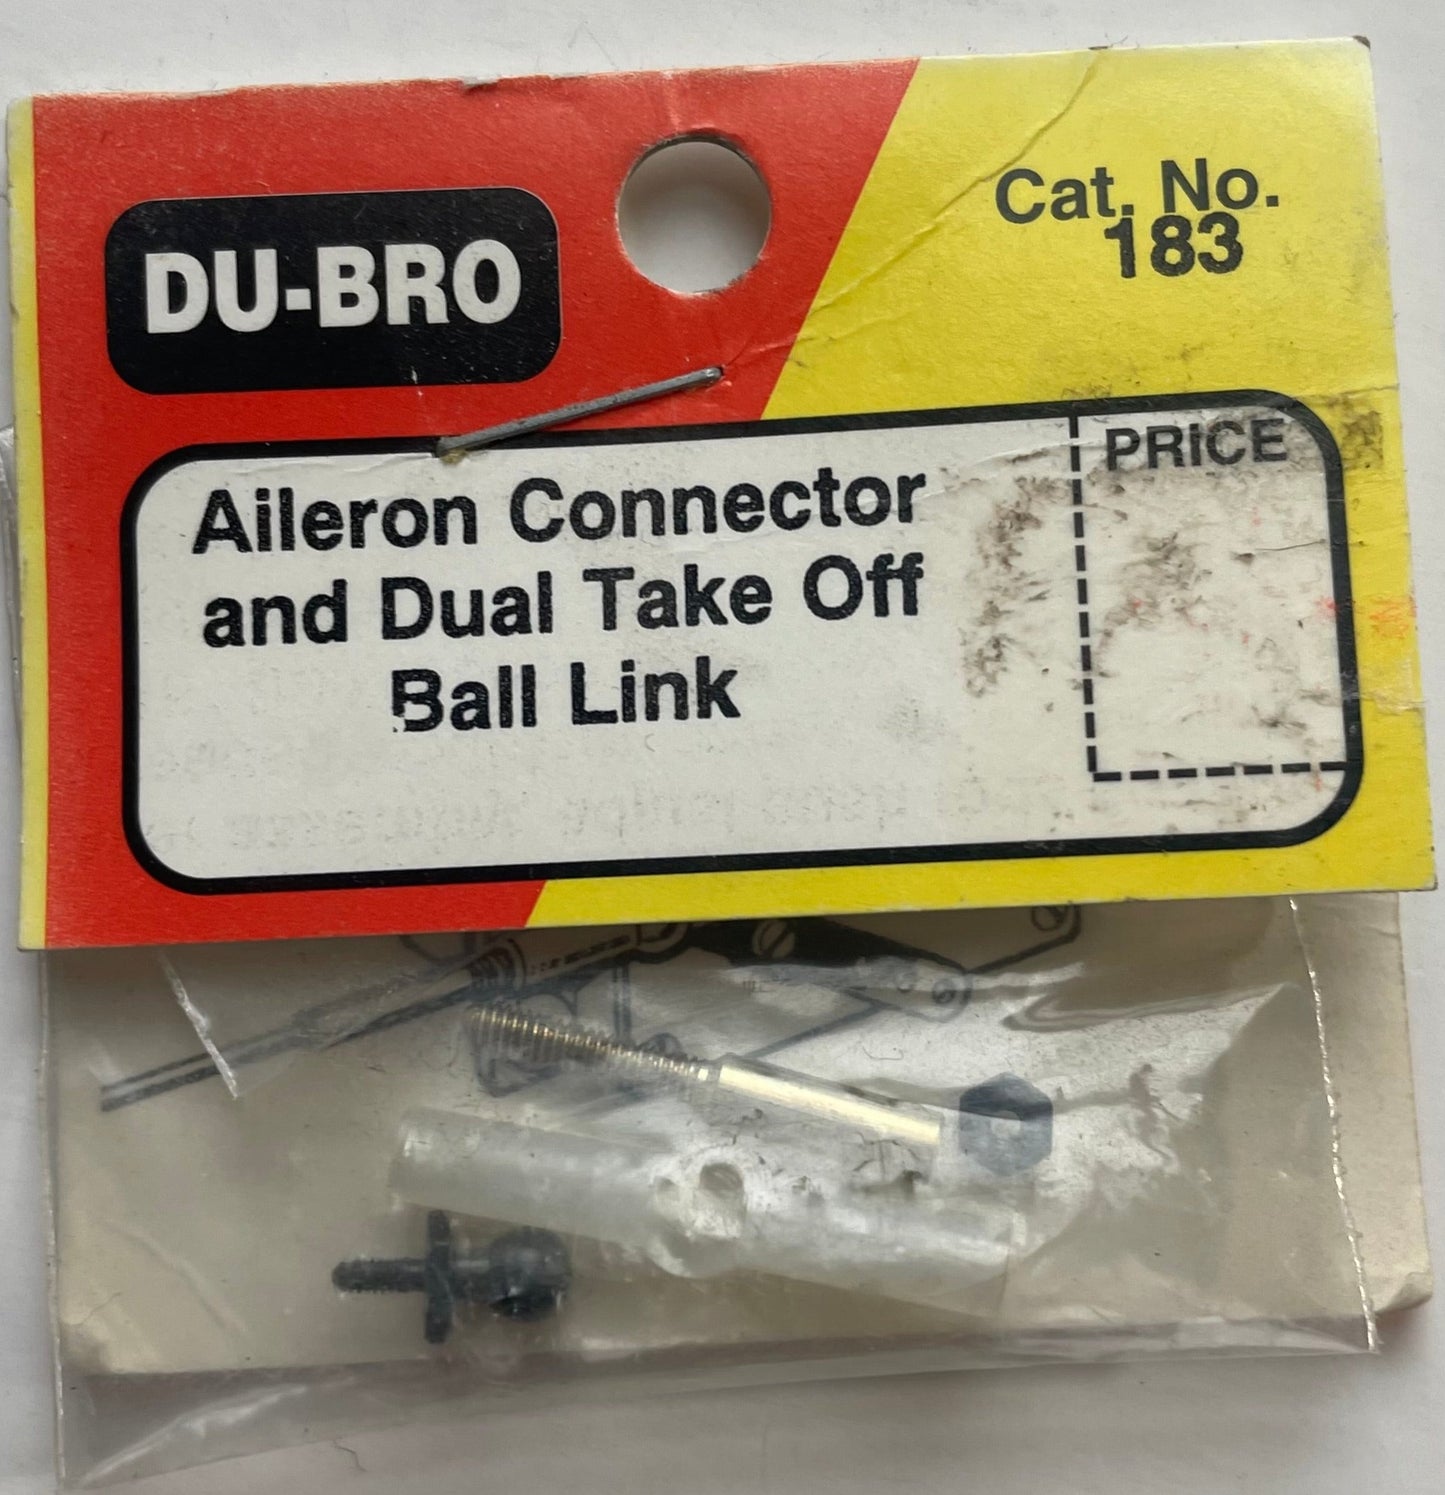 DU-BRO
Cat. No.
183
PRICE
Aileron Connector
and Dual Take Off
Ball Link